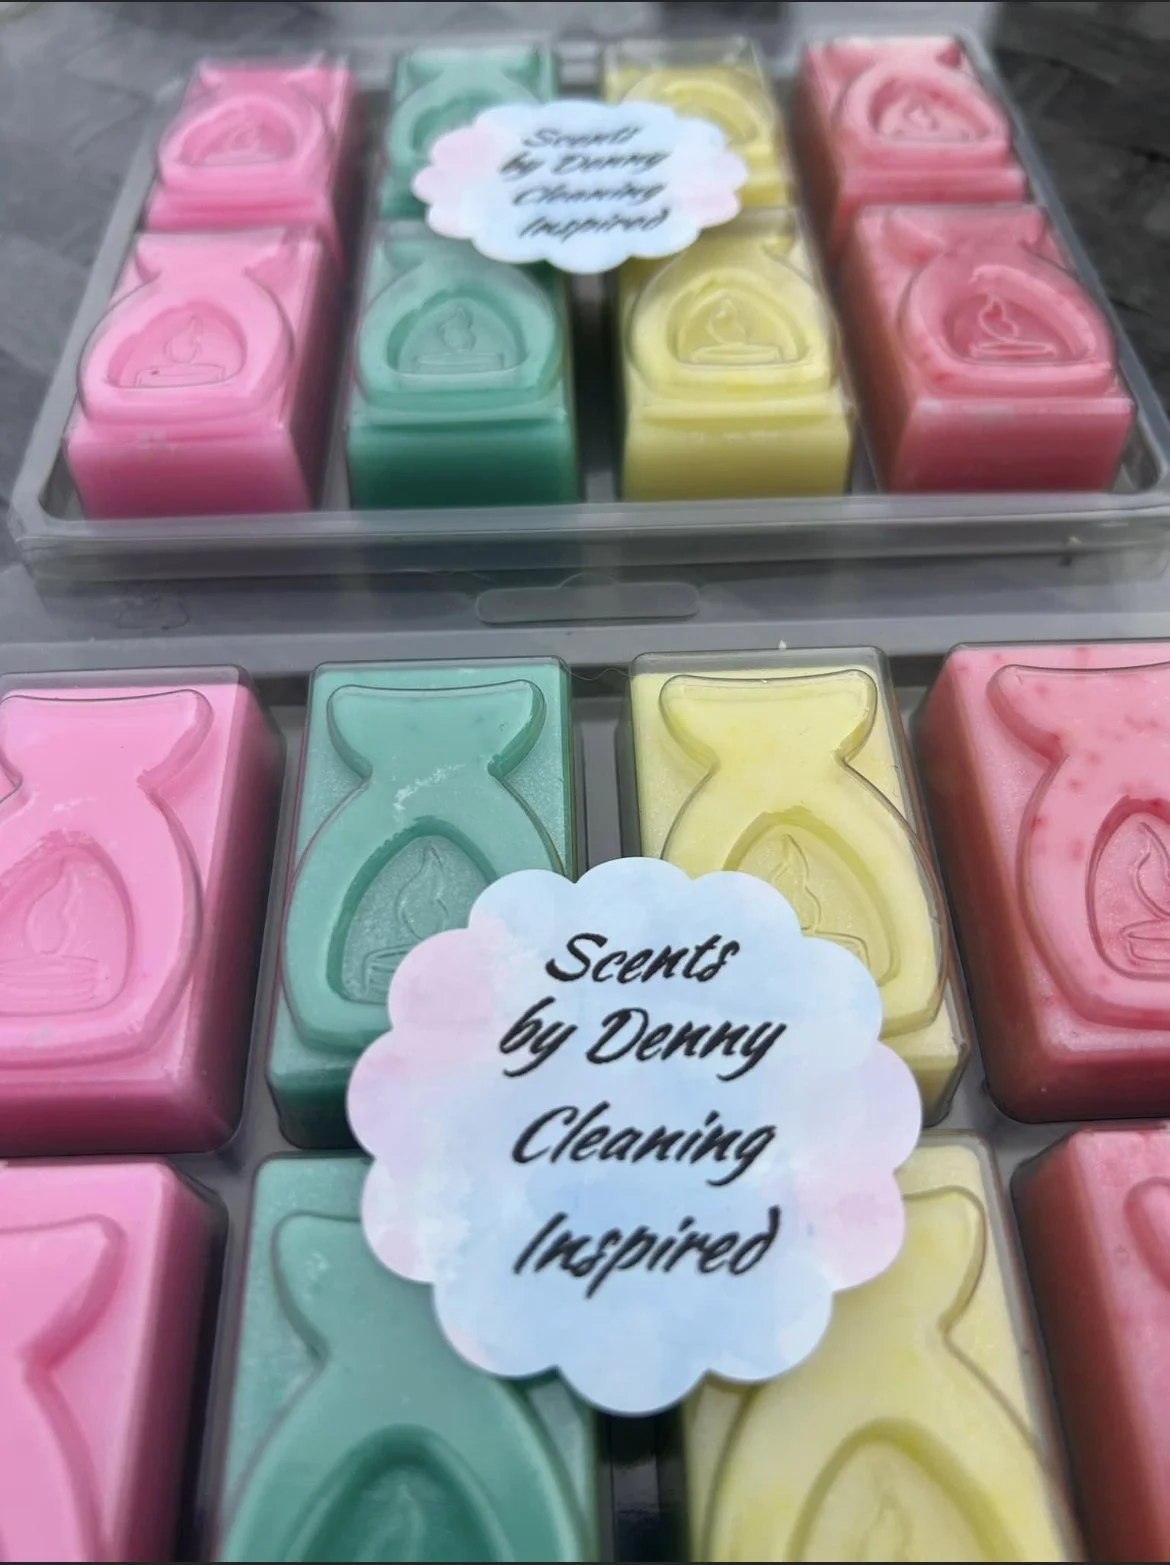 Scents
by Denny
Cleaning
Inspired
Scents
by Denny
Cleaning
Inspired